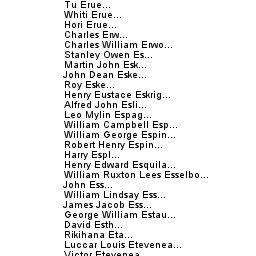 Tu Erue...
Whiti Erue...
Hori Erue...
Charles Erw...
Charles William Erwo...
Stanley Owen Es...
Martin John Esk...
John Dean Eske...
Roy Eske...
Henry Eustace Eskrig...
Alfred John Esli...
Leo Mylin Espag...
William Campbell Esp...
William George Espin...
Robert Henry Espin...
Harry Espl...
Henry Edward Esquila...
William Ruxton Lees Esselbo...
John Ess...
William Lindsay Ess...
James Jacob Ess...
George William Estau...
David Esth...
Rikihana Eta...
Luccar Louis Etevenea...
Victor Etevenea...